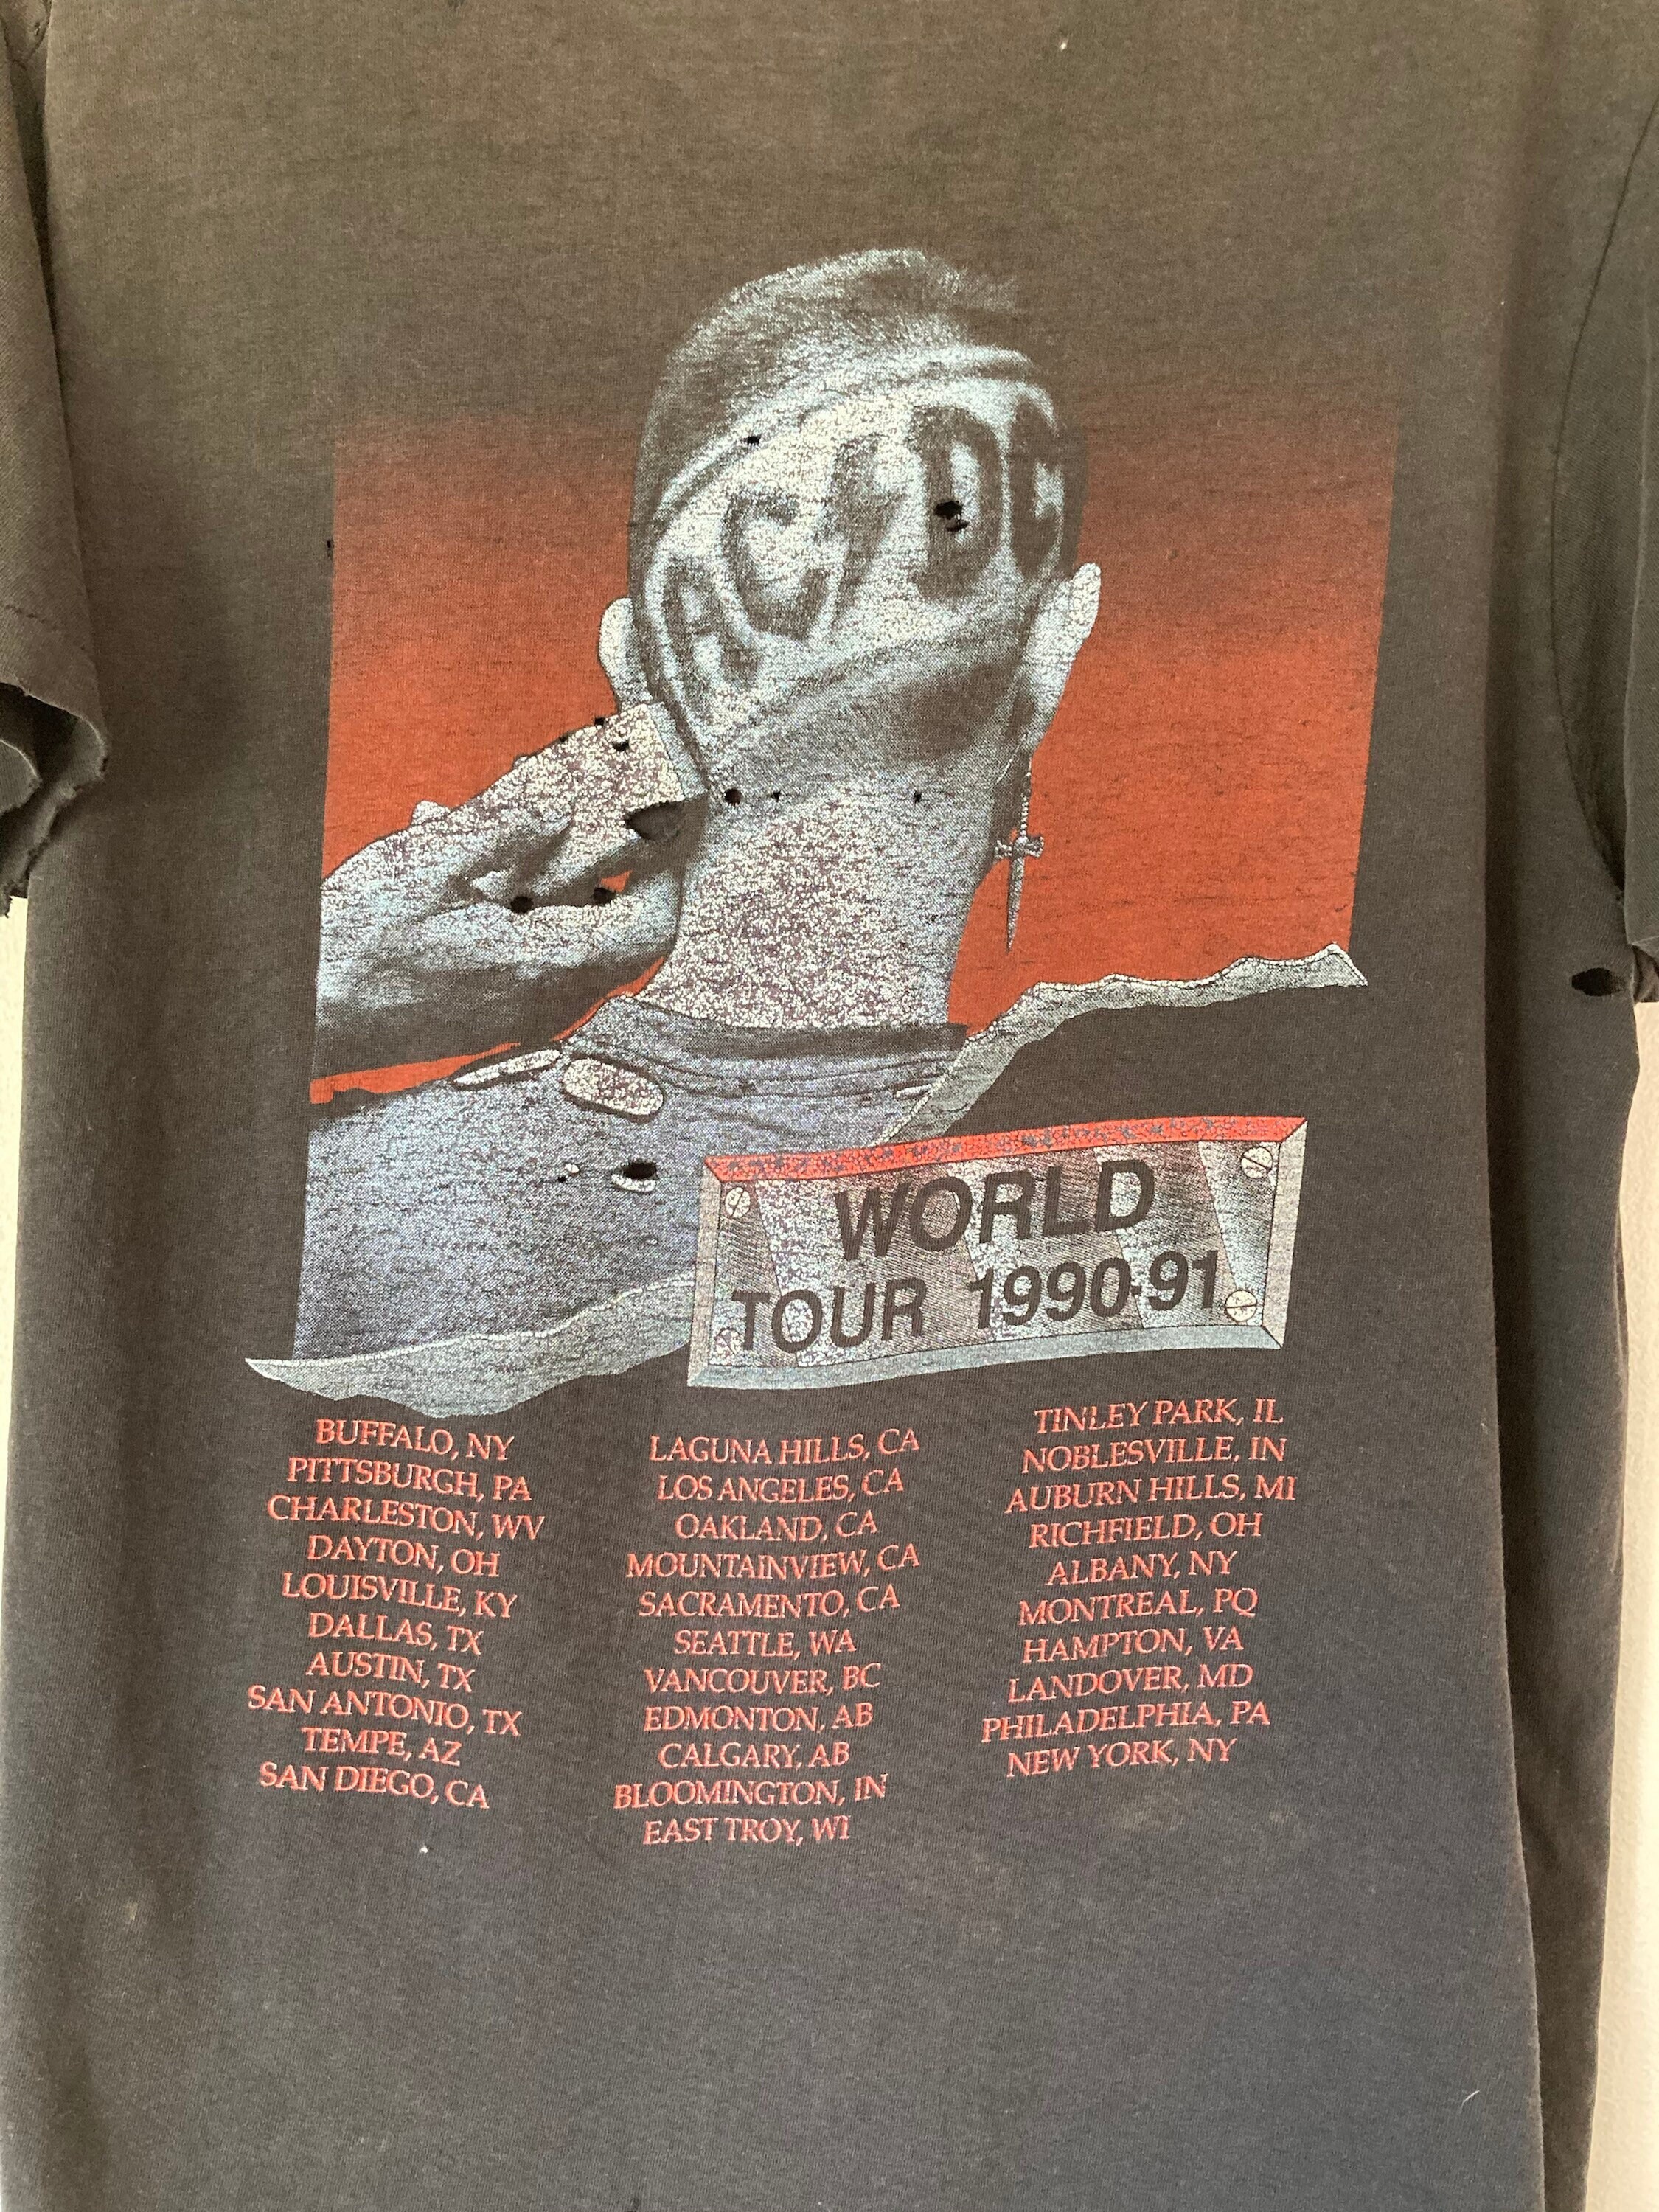 AC/DC
WORLD
TOUR 1990-91
BUFFALO, NY
PITTSBURGH, PA
CHARLESTON, WV
DAYTON, OH
LOUISVILLE, KY
DALLAS, TX
AUSTIN, TX
SAN ANTONIO, TX
TEMPE, AZ
SAN DIEGO, CA
LAGUNA HILLS, CA
LOS ANGELES, CA
OAKLAND, CA
MOUNTAINVIEW, CA
SACRAMENTO, CA
SEATTLE, WA
VANCOUVER, BC
EDMONTON, AB
CALGARY, AB
BLOOMINGTON, IN
EAST TROY, WI
TINLEY PARK, IL
NOBLESVILLE, IN
AUBURN HILLS, MI
RICHFIELD, OH
ALBANY, NY
MONTREAL, PQ
HAMPTON, VA
LANDOVER, MD
PHILADELPHIA, PA
NEW YORK, NY